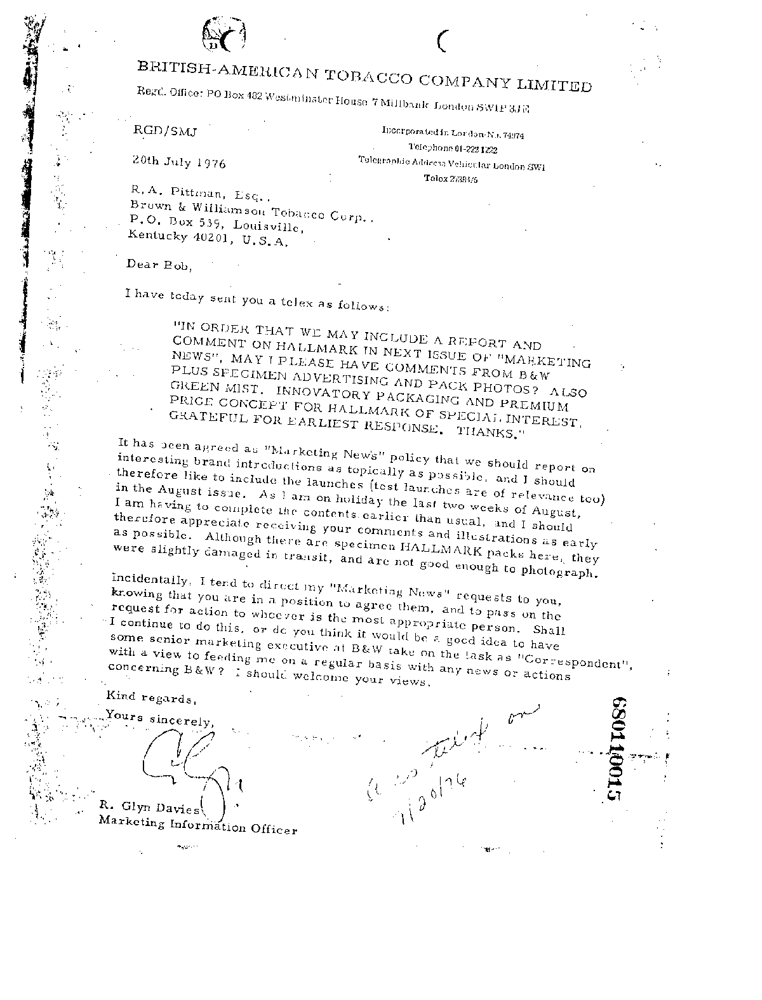 BRITISH-AMERICAN TOBACCO COMPANY LIMITED
Regd. Office: PO Box 482 Westminster House 7 Millbank London SW1P 3JE
RGD/SMJ
Incorporated in London No. 74974
Telephone 01-222 1222
20th July 1976
Telegraphic Address Vehicular London SW1
Telex
R.A. Pittman, Esq.,
Brown & Williamson Tobacco Corp.,
P.O. Box 539, Louisville,
Kentucky 40201, U.S.A.
Dear Bob,
I have today sent you a telex as follows:
"IN ORDER THAT WE MAY INCLUDE A REPORT AND
COMMENT ON HALLMARK IN NEXT ISSUE OF "MARKETING
NEWS", MAY I PLEASE HAVE COMMENTS FROM B&W
PLUS SPECIMEN ADVERTISING AND PACK PHOTOS? ALSO
GREEN MIST. INNOVATORY PACKAGING AND PREMIUM
PRICE CONCEPT FOR HALLMARK OF SPECIAL INTEREST.
GRATEFUL FOR EARLIEST RESPONSE. THANKS."
It has been agreed as "Marketing News" policy that we should report on
interesting brand introductions as topically as possible, and I should
therefore like to include the launches (test launches are of relevance too)
in the August issue. As I am on holiday the last two weeks of August,
I am having to complete the contents earlier than usual, and I should
therefore appreciate receiving your comments and illustrations as early
as possible. Although there are specimen HALLMARK packs here, they
were slightly damaged in transit, and are not good enough to photograph.
Incidentally, I tend to direct my "Marketing News" requests to you,
knowing that you are in a position to agree them, and to pass on the
request for action to whoever is the most appropriate person. Shall
I continue to do this, or do you think it would be a good idea to have
some senior marketing executive at B&W take on the task as "Correspondent",
with a view to feeding me on a regular basis with any news or actions
concerning B&W? I should welcome your views.
Kind regards,
Yours sincerely,
telex on
7/20/76
R. Glyn Davies
Marketing Information Officer
680110015